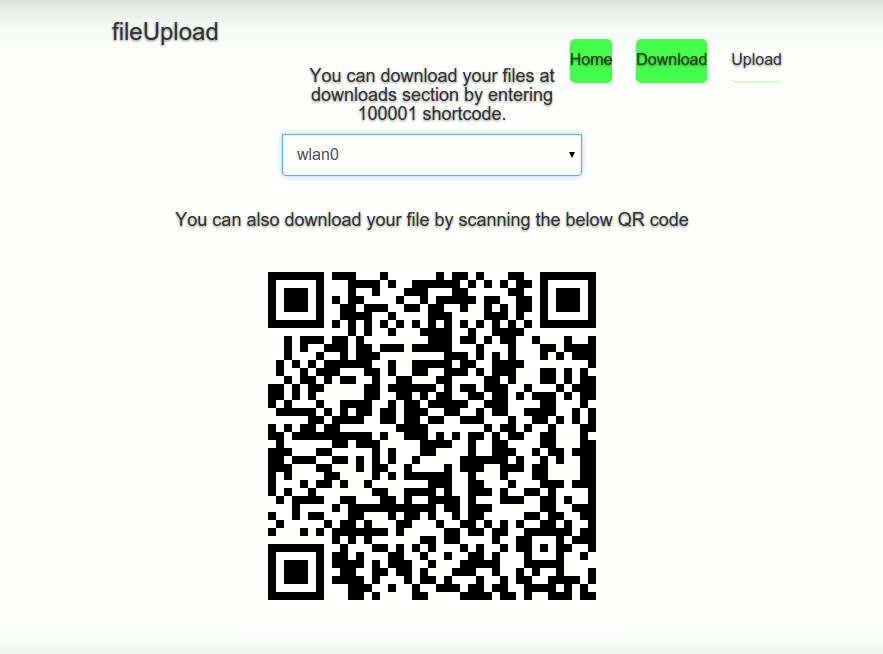 fileUpload
Home Download Upload
You can download your files at
downloads section by entering
100001 shortcode.
wlan0
You can also download your file by scanning the below QR code